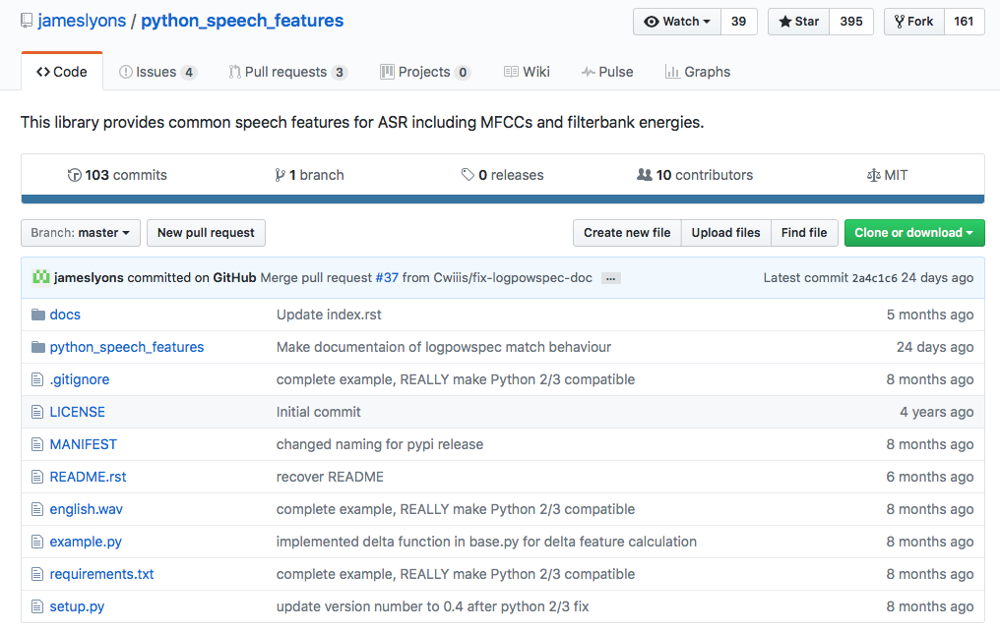 jameslyons / python_speech_features Watch 39 Star 395 Fork 161
Code Issues 4 Pull requests 3 Projects 0 Wiki Pulse Graphs
This library provides common speech features for ASR including MFCCs and filterbank energies.
103 commits 1 branch 0 releases 10 contributors MIT
Branch: master New pull request Create new file Upload files Find file Clone or download
jameslyons committed on GitHub Merge pull request #37 from Cwiiis/fix-logpowspec-doc ... Latest commit 2a4c1c6 24 days ago
docs Update index.rst 5 months ago
python_speech_features Make documentaion of logpowspec match behaviour 24 days ago
.gitignore complete example, REALLY make Python 2/3 compatible 8 months ago
LICENSE Initial commit 4 years ago
MANIFEST changed naming for pypi release 8 months ago
README.rst recover README 6 months ago
english.wav complete example, REALLY make Python 2/3 compatible 8 months ago
example.py implemented delta function in base.py for delta feature calculation 8 months ago
requirements.txt complete example, REALLY make Python 2/3 compatible 8 months ago
setup.py update version number to 0.4 after python 2/3 fix 8 months ago